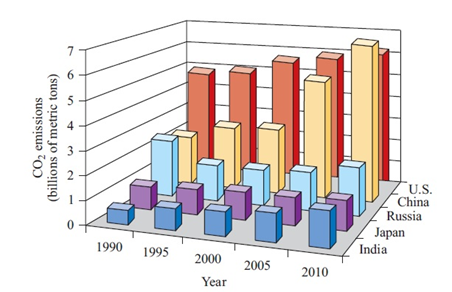 CO₂ emissions
(billions of metric tons)
7
6
5
4
3
2
1
0
1990
1995
2000
2005
2010
Year
U.S.
China
Russia
Japan
India